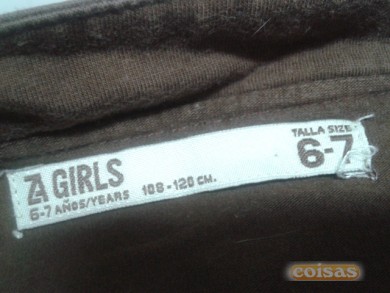 ZA GIRLS
6-7 AÑOS/YEARS 108-120 CM.
TALLA SIZE
6-7
coisas